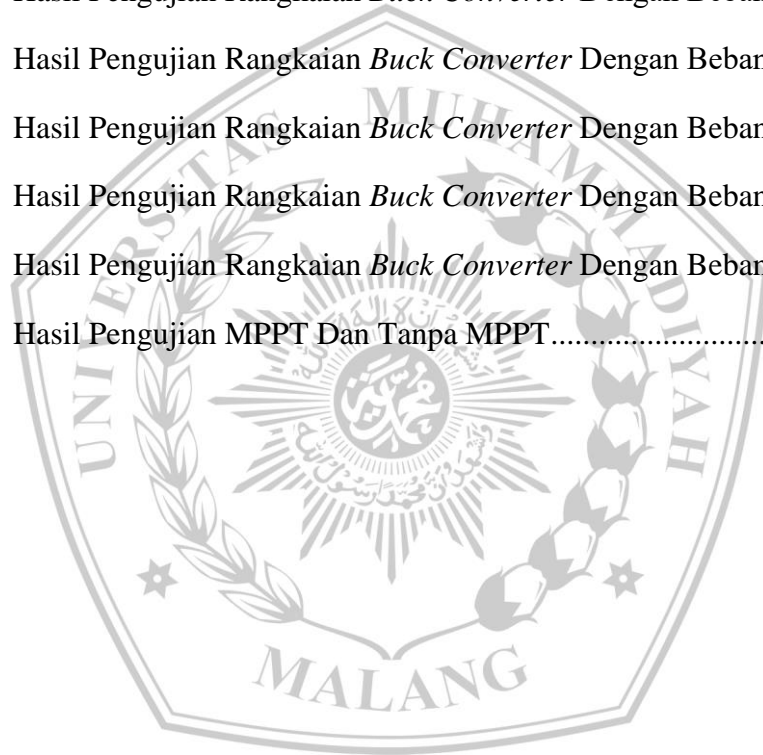 Hasil Pengujian Rangkaian Buck Converter Dengan Beban
Hasil Pengujian Rangkaian Buck Converter Dengan Beban
Hasil Pengujian Rangkaian Buck Converter Dengan Beban
Hasil Pengujian Rangkaian Buck Converter Dengan Beban
Hasil Pengujian Rangkaian Buck Converter Dengan Beban
Hasil Pengujian MPPT Dan Tanpa MPPT...........................
UNIVERSITAS MUHAMMADIYAH
MALANG